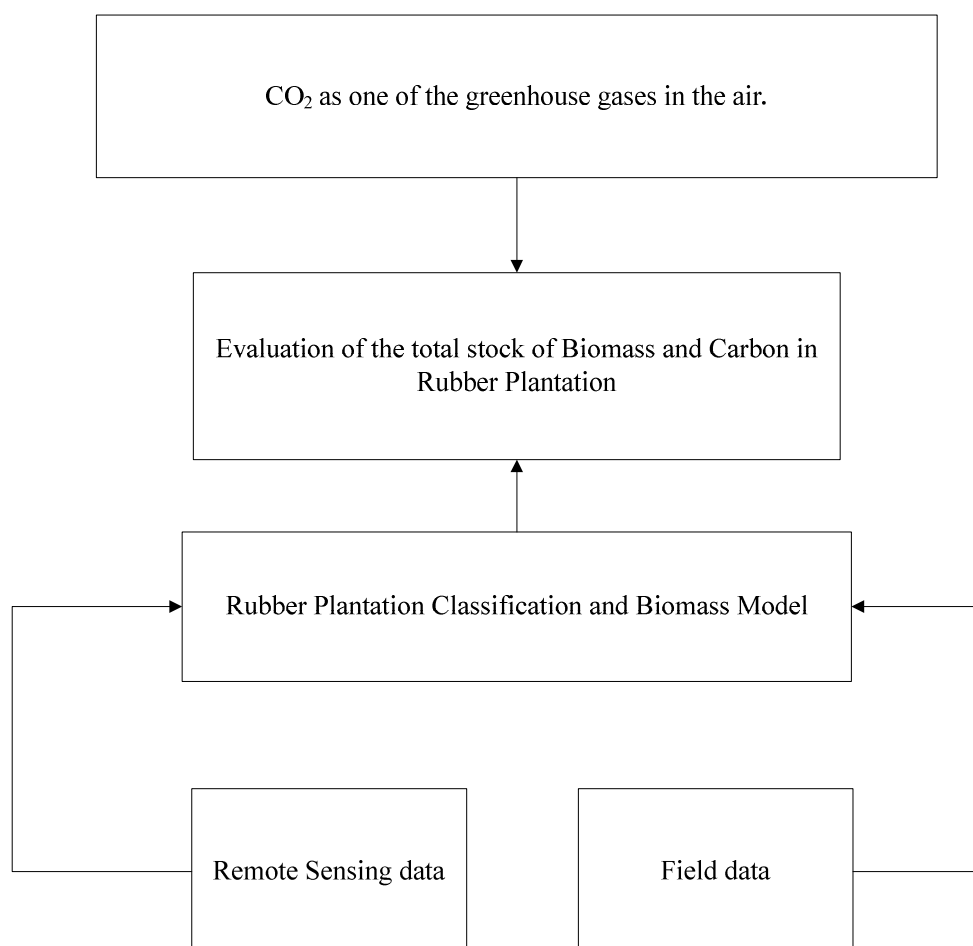 CO₂ as one of the greenhouse gases in the air.
Evaluation of the total stock of Biomass and Carbon in
Rubber Plantation
Rubber Plantation Classification and Biomass Model
Remote Sensing data
Field data